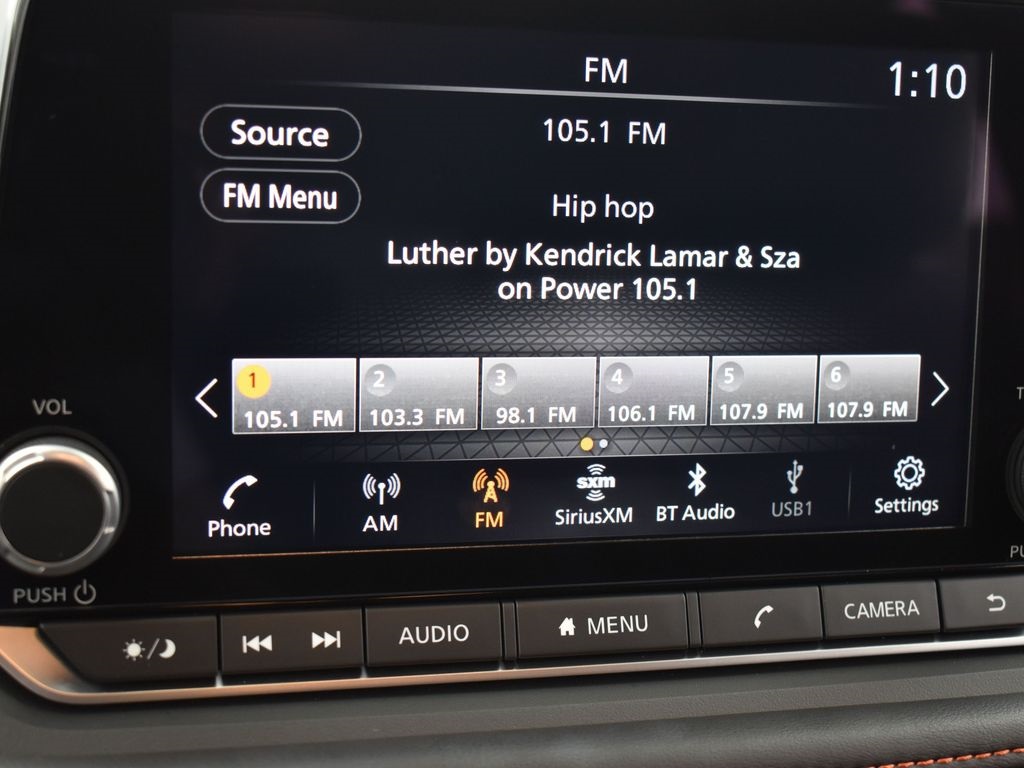 FM
1:10
Source
105.1 FM
FM Menu
Hip hop
Luther by Kendrick Lamar & Sza
on Power 105.1
1
2
3
4
5
6
105.1 FM
103.3 FM
98.1 FM
106.1 FM
107.9 FM
107.9 FM
VOL
Phone
AM
FM
sxm
SiriusXM
BT Audio
USB1
Settings
PUSH
AUDIO
MENU
CAMERA